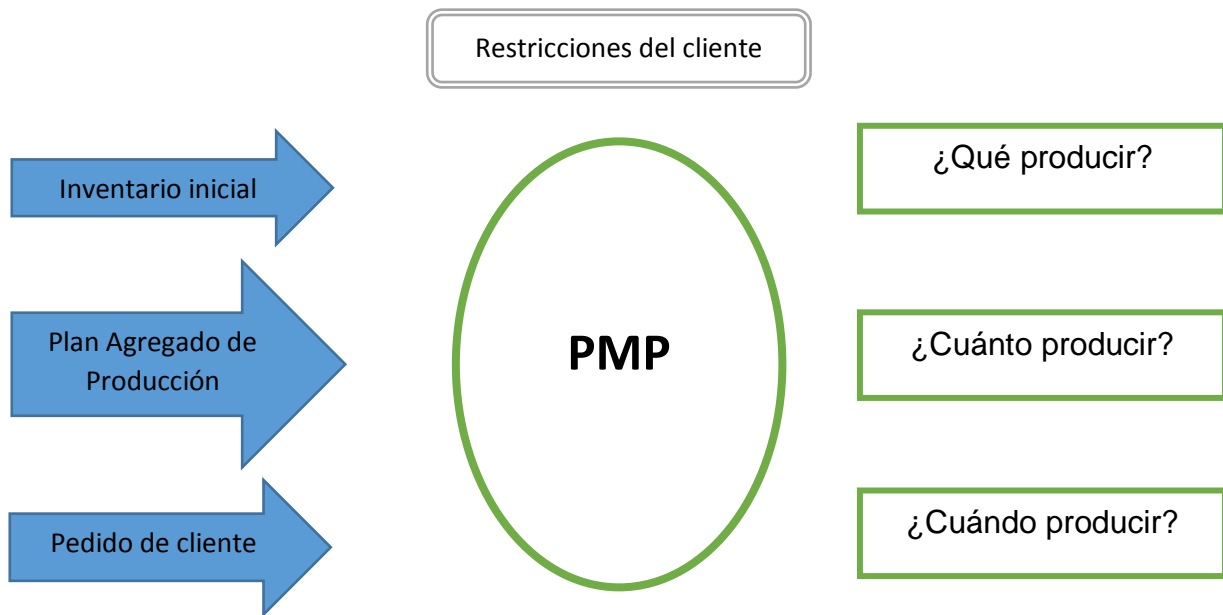 Restricciones del cliente
Inventario inicial
Plan Agregado de
Producción
Pedido de cliente
PMP
¿Qué producir?
¿Cuánto producir?
¿Cuándo producir?